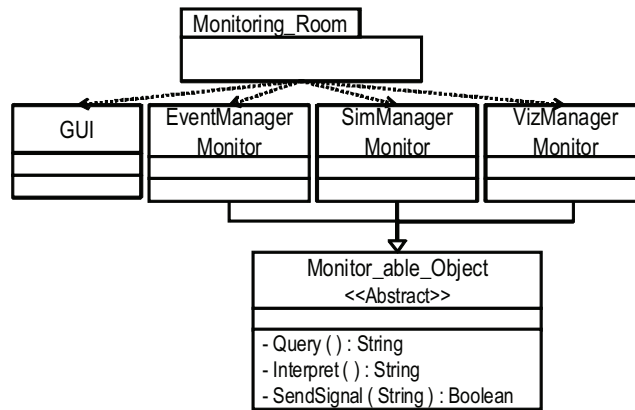 Monitoring_Room
GUI
EventManager
Monitor
SimManager
Monitor
VizManager
Monitor
Monitor_able_Object
<<Abstract>>
- Query ( ) : String
- Interpret ( ) : String
- SendSignal ( String ) : Boolean